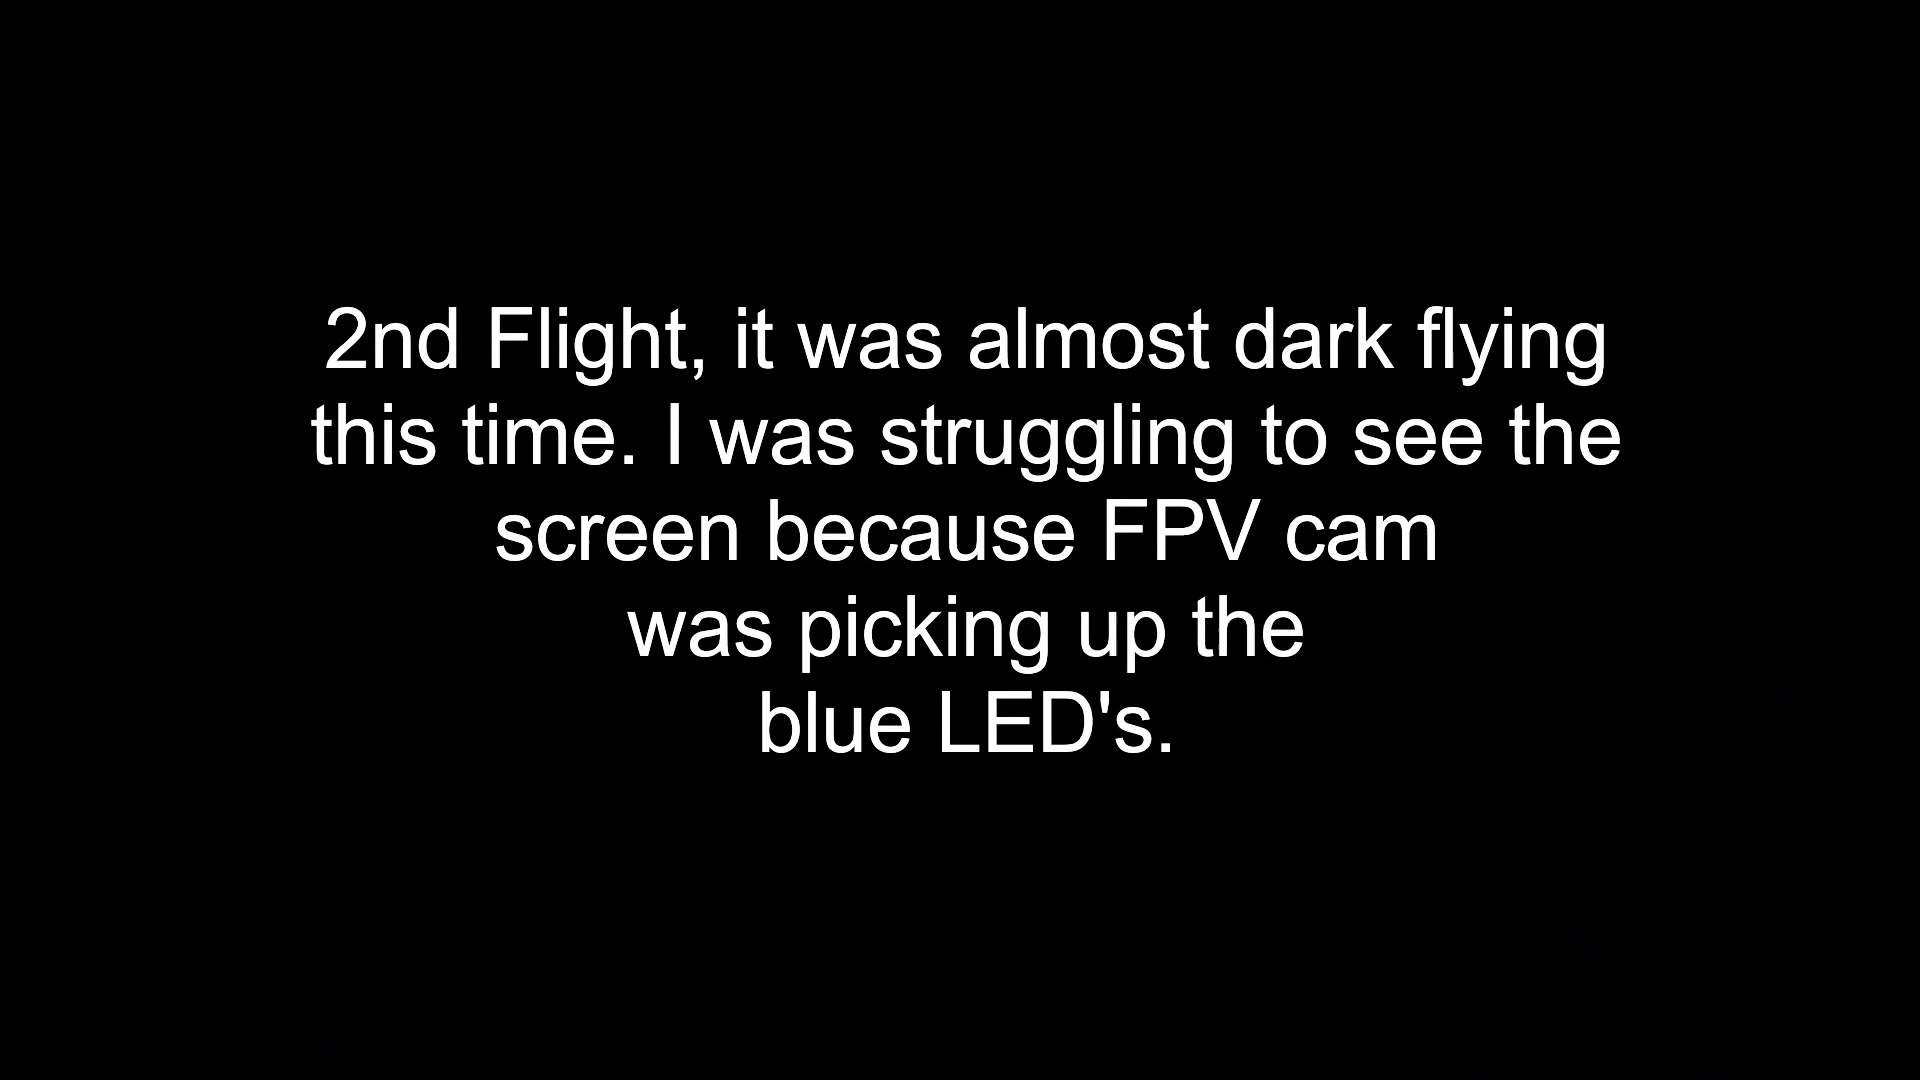 2nd Flight, it was almost dark flying
this time. I was struggling to see the
screen because FPV cam
was picking up the
blue LED's.